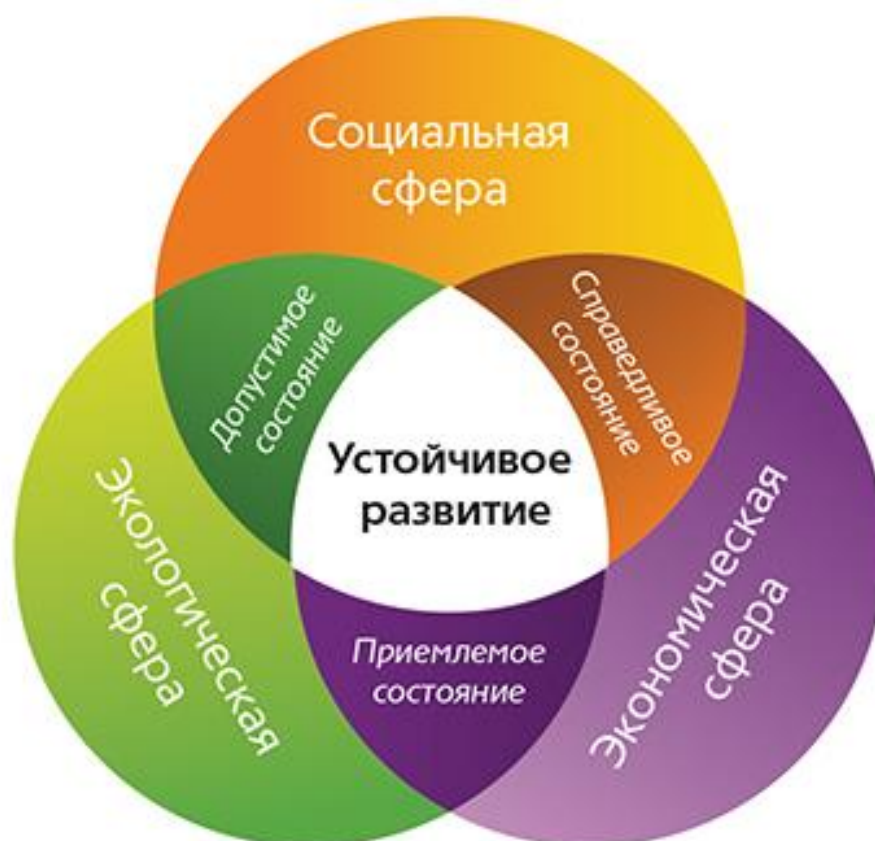 Социальная
сфера
Допустимое
состояние
Справедливое
состояние
Устойчивое
развитие
Экологическая
сфера
Приемлемое
состояние
Экономическая
сфера